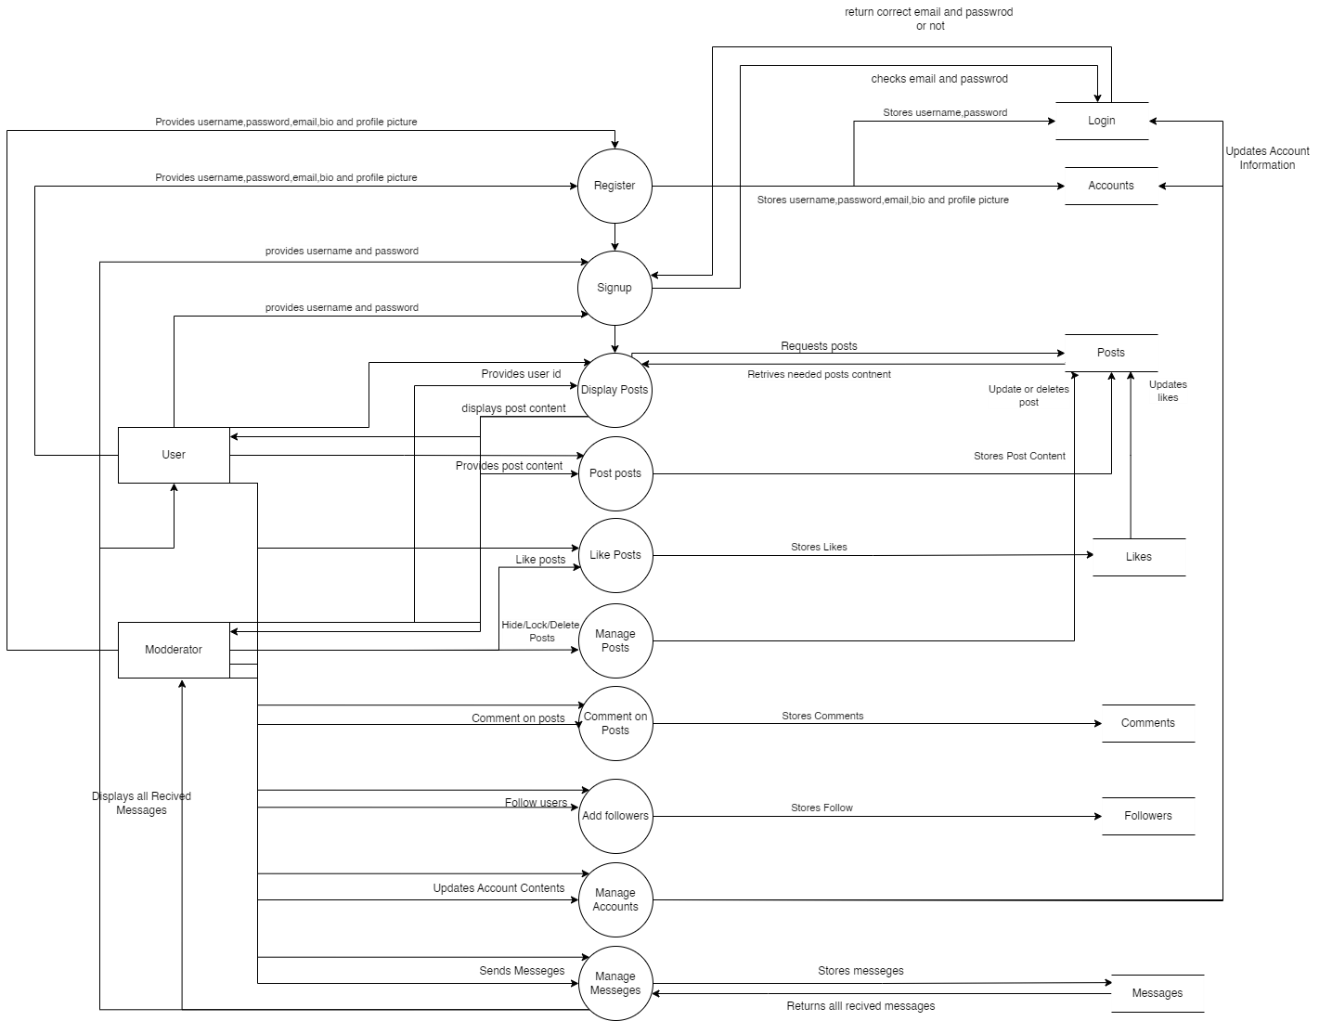 return correct email and passwrod
or not
checks email and passwrod
Stores username,password
Login
Provides username,password,email,bio and profile picture
Updates Account
Information
Provides username,password,email,bio and profile picture
Register
Accounts
Stores username,password,email,bio and profile picture
provides username and password
Signup
provides username and password
Requests posts
Posts
Provides user id
Retrives needed posts contnent
Display Posts
Update or deletes
post
Updates
likes
displays post content
User
Stores Post Content
Provides post content
Post posts
Stores Likes
Like posts
Like Posts
Likes
Hide/Lock/Delete
Posts
Manage
Posts
Modderator
Comment on posts
Comment on
Posts
Stores Comments
Comments
Displays all Recived
Messages
Follow users
Add followers
Stores Follow
Followers
Updates Account Contents
Manage
Accounts
Sends Messeges
Manage
Messeges
Stores messeges
Messages
Returns alll recived messages